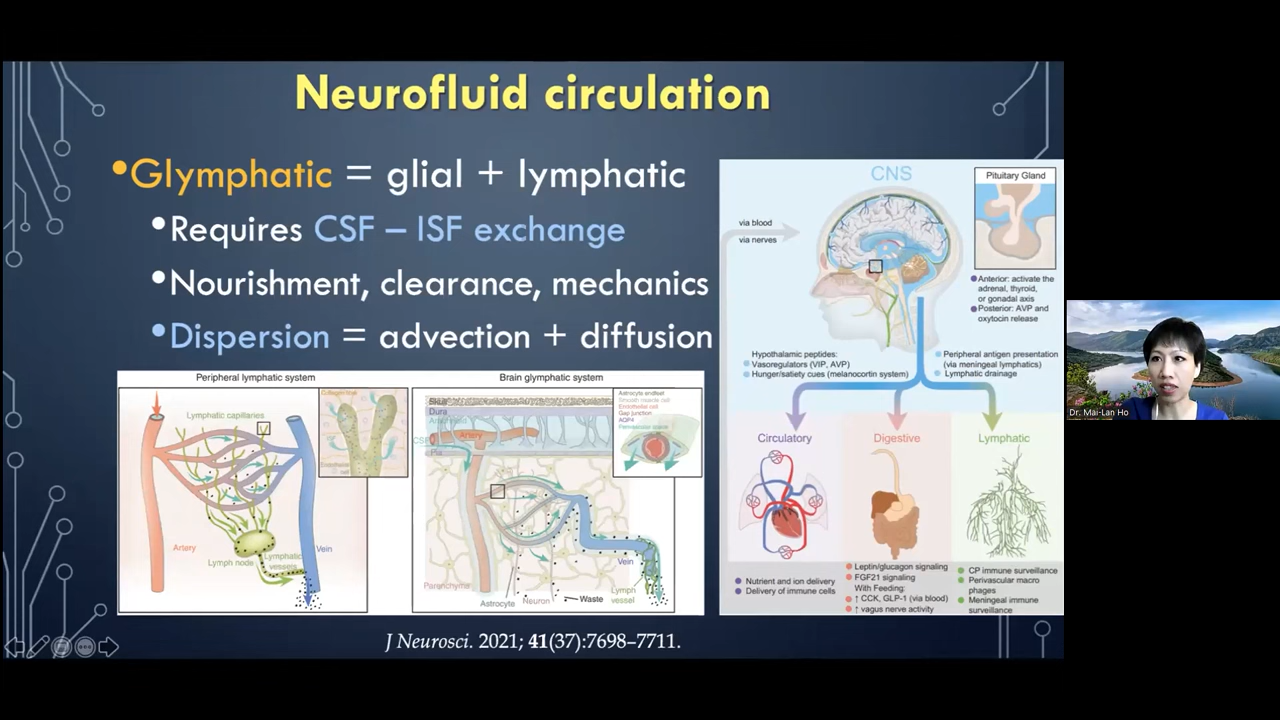 Neurofluid circulation
•Glymphatic = glial + lymphatic
•Requires CSF – ISF exchange
•Nourishment, clearance, mechanics
•Dispersion = advection + diffusion
Peripheral lymphatic system
Lymphatic capillaries
Artery
Lymph node
Lymphatic
vessels
Vein
Brain glymphatic system
Dura
Artery
Pia
Astrocyte endfeet
Smooth muscle cell
Endothelial cell
Gap junction
AQP4
Perivascular space
Parenchyma
Astrocyte
Neuron
Waste
Vein
Lymph
vessel
CNS
via blood
via nerves
Pituitary Gland
Anterior: activate the
adrenal, thyroid,
or gonadal axis
Posterior: AVP and
oxytocin release
Hypothalamic peptides:
Vasoregulators (VIP, AVP)
Hunger/satiety cues (melanocortin system)
Peripheral antigen presentation
(via meningeal lymphatics)
Lymphatic drainage
Circulatory
Digestive
Lymphatic
Nutrient and ion delivery
Delivery of immune cells
Leptin/glucagon signaling
FGF21 signaling
With Feeding:
↑ CCK, GLP-1 (via blood)
↑ vagus nerve activity
CP immune surveillance
Perivascular macro
phages
Meningeal immune
surveillance
J Neurosci. 2021; 41(37):7698–7711.
Dr. Mai-Lan Ho